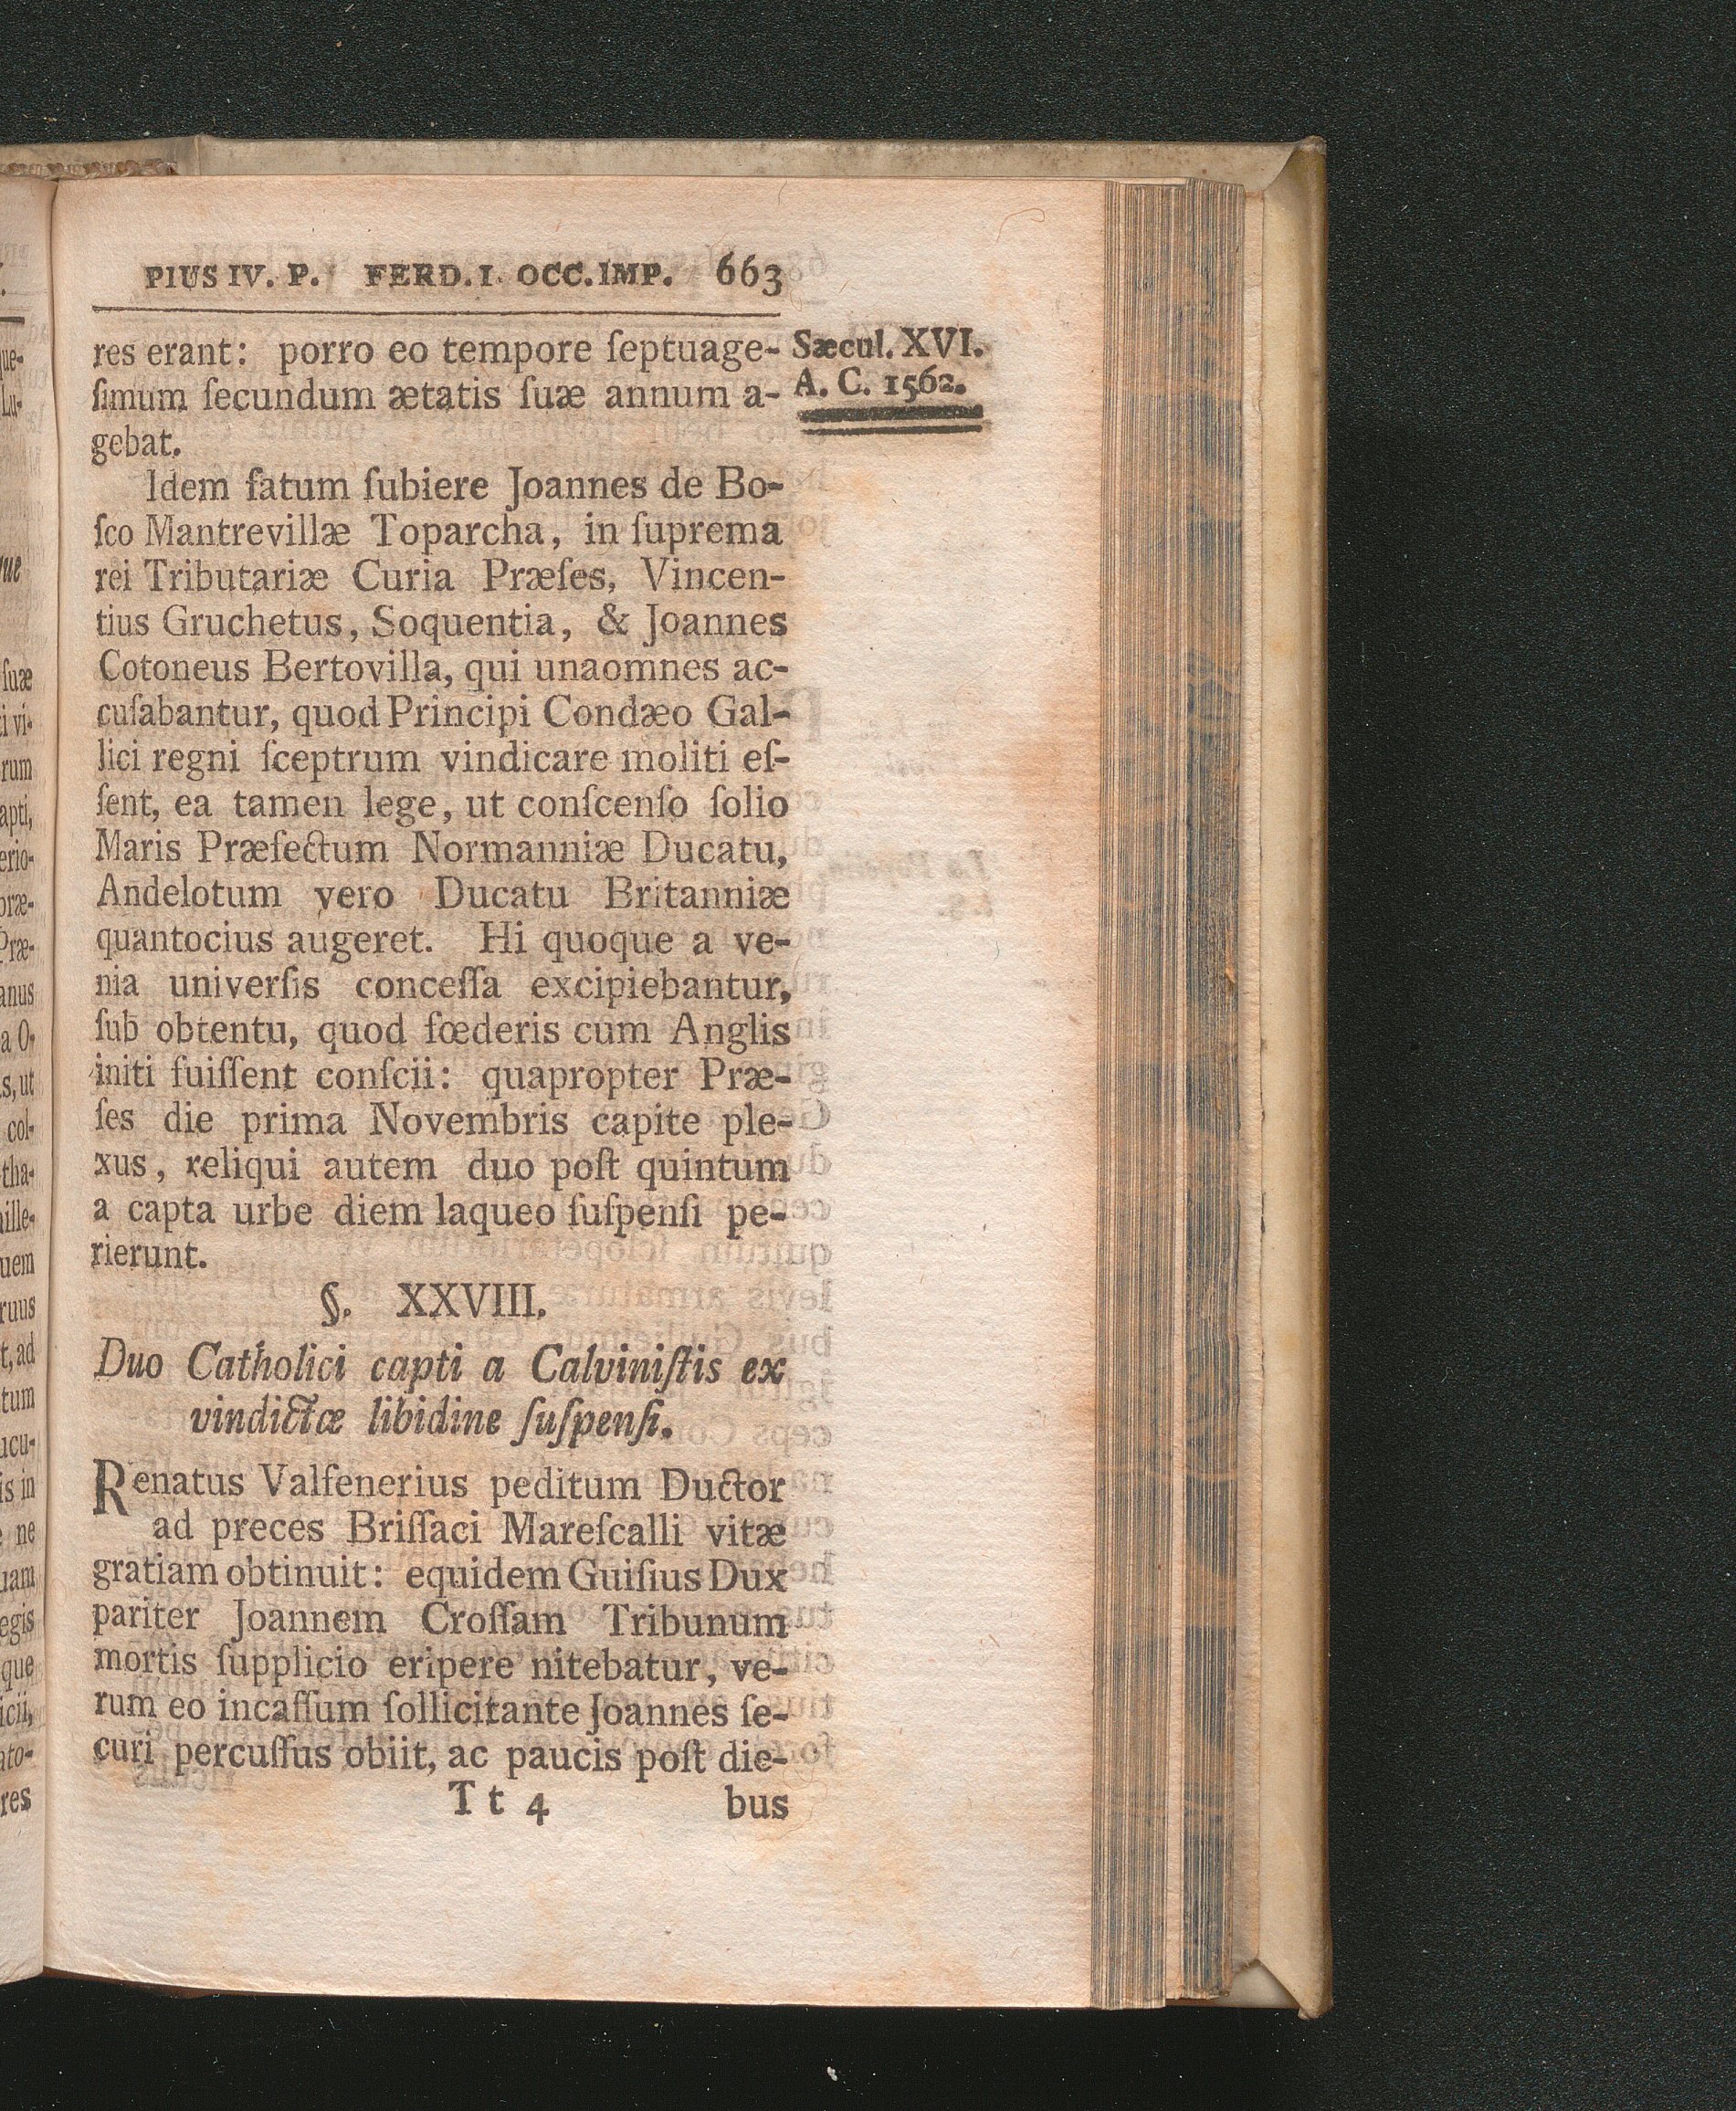 PIUS IV. P. FERD. I. OCC. IMP. 663
Sæcul. XVI.
A. C. 1562.
res erant: porro eo tempore ſeptuage-
ſimum ſecundum ætatis ſuæ annum a-
gebat.
Idem fatum ſubiere Joannes de Bo-
ſco Mantrevillæ Toparcha, in ſuprema
rei Tributariæ Curia Præſes, Vincen-
tius Gruchetus, Soquentia, & Joannes
Cotoneus Bertovilla, qui unaomnes ac-
cuſabantur, quod Principi Condæo Gal-
lici regni ſceptrum vindicare moliti eſ-
ſent, ea tamen lege, ut conſcenſo ſolio
Maris Præfectum Normanniæ Ducatu,
Andelotum vero Ducatu Britanniæ
quantocius augeret. Hi quoque a ve-
nia univerſis conceſſa excipiebantur,
ſub obtentu, quod fœderis cum Anglis
initi fuiſſent conſcii: quapropter Præ-
ſes die prima Novembris capite ple-
xus, reliqui autem duo poſt quintum
a capta urbe diem laqueo ſuſpenſi pe-
rierunt.
§. XXVIII.
Duo Catholici capti a Calviniſtis ex
vindictæ libidine ſuſpenſi.
Renatus Valfenerius peditum Ductor
ad preces Briſſaci Mareſcalli vitæ
gratiam obtinuit: equidem Guiſius Dux
pariter Joannem Croſſam Tribunum
mortis ſupplicio eripere nitebatur, ve-
rum eo incaſſum ſollicitante Joannes ſe-
curi percuſſus obiit, ac paucis poſt die-
T t 4 bus